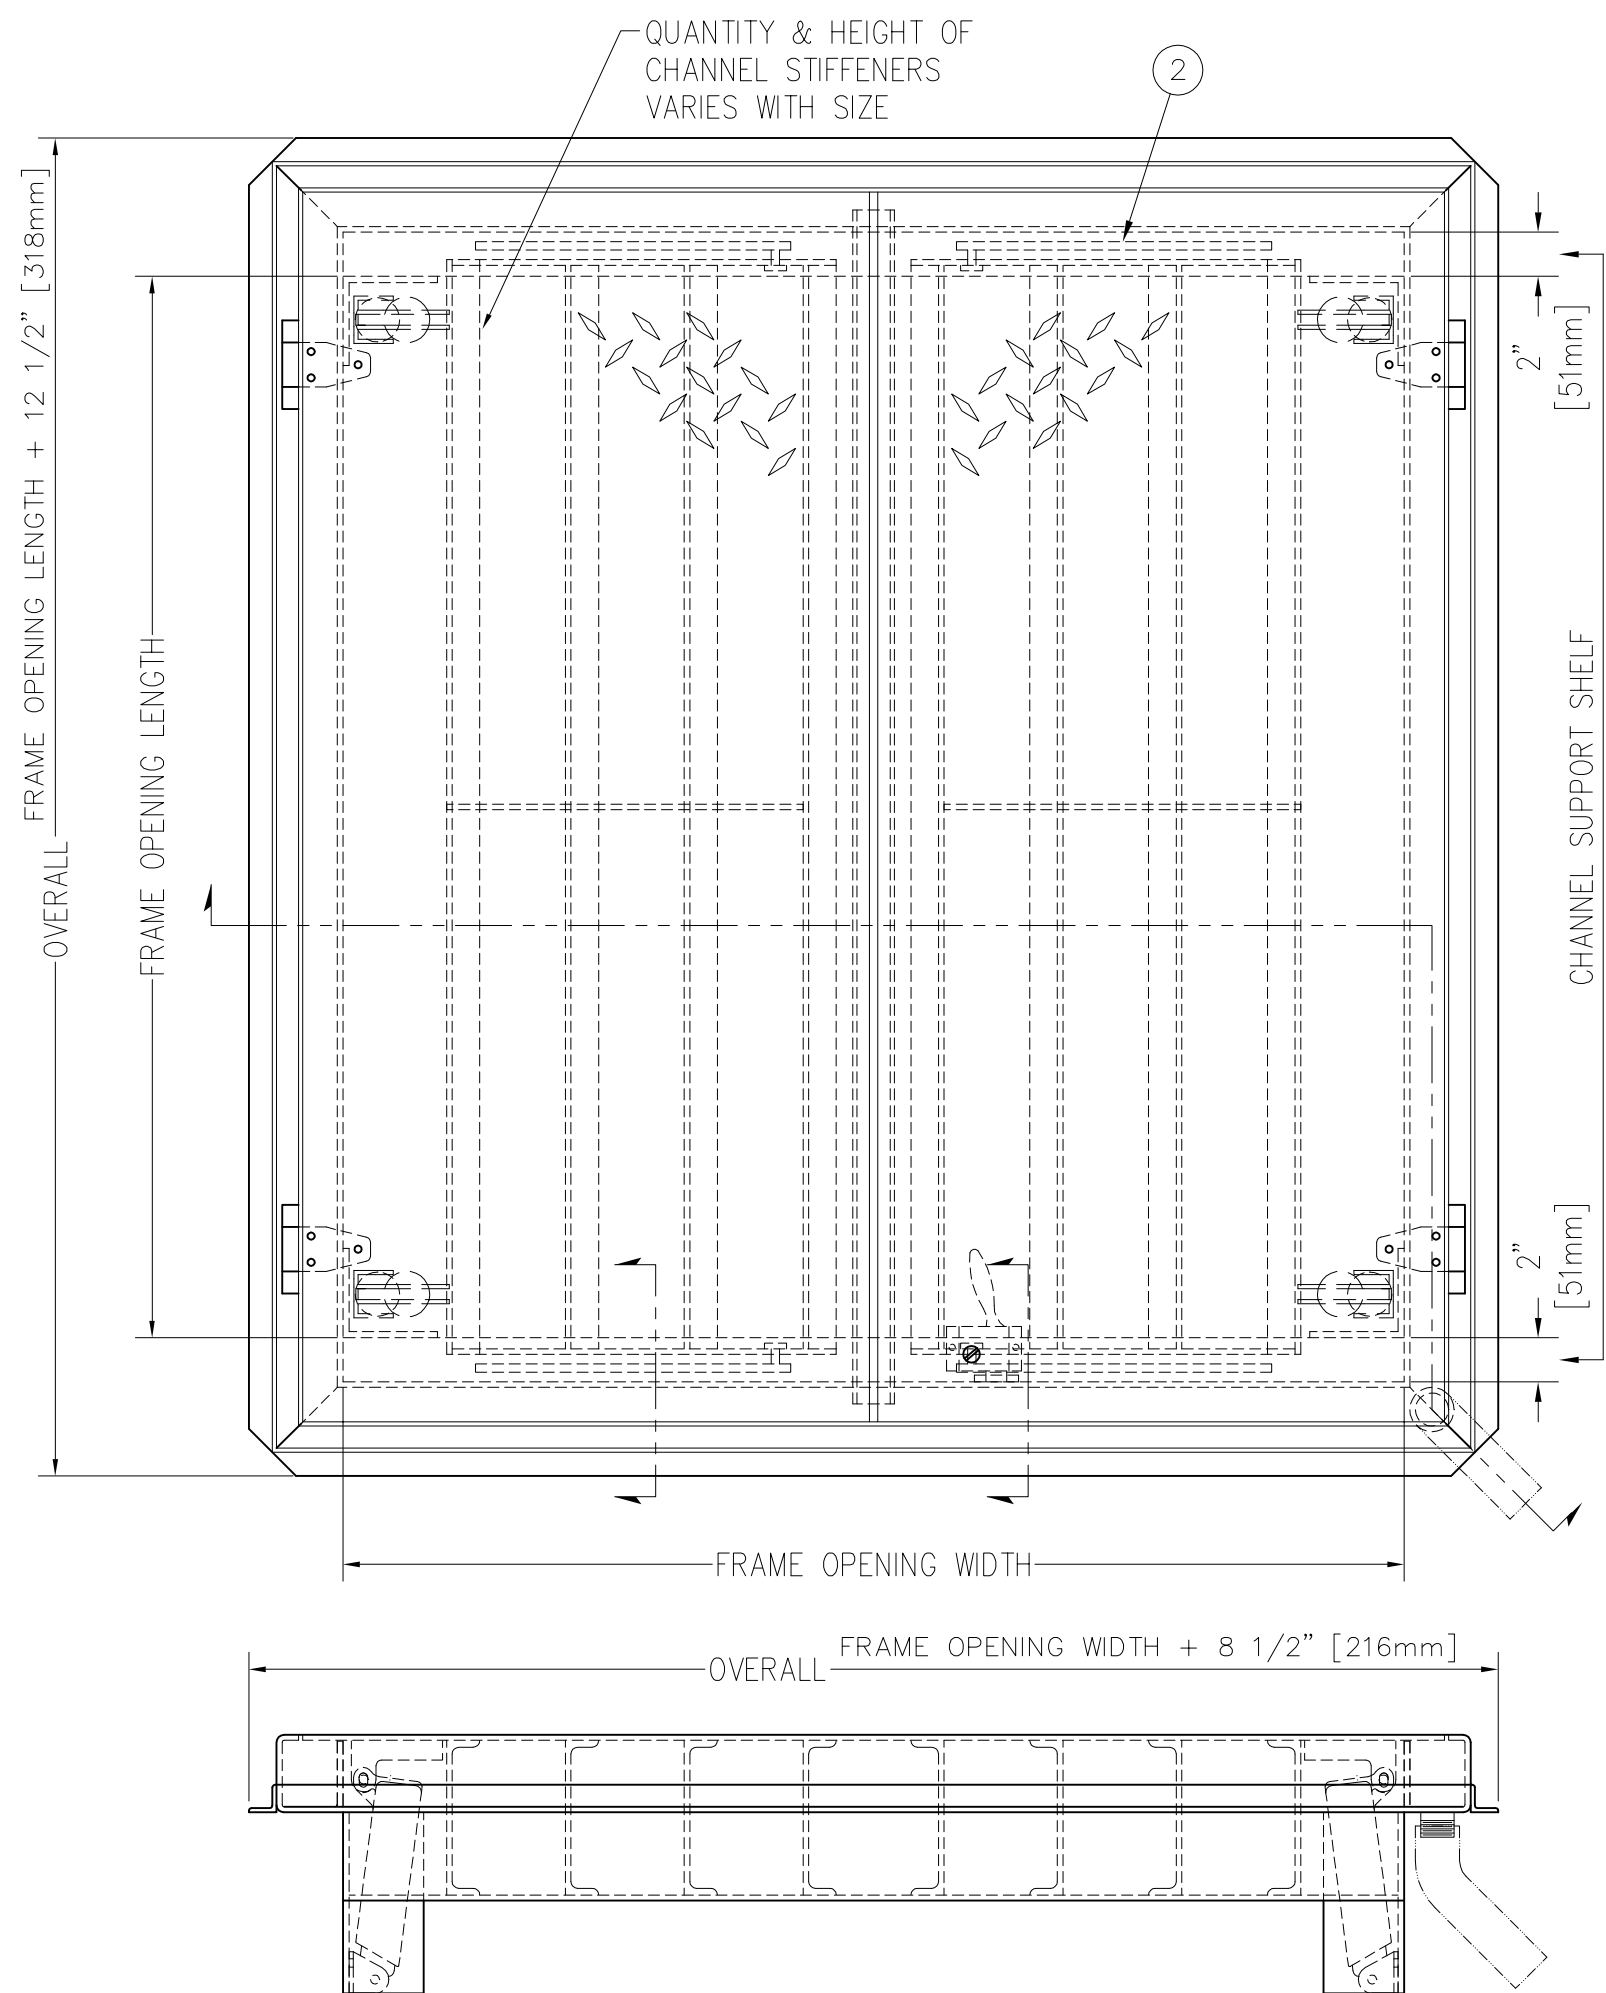 QUANTITY & HEIGHT OF
CHANNEL STIFFENERS
VARIES WITH SIZE
2
FRAME OPENING LENGTH + 12 1/2” [318mm]
OVERALL
FRAME OPENING LENGTH
2”
[51mm]
CHANNEL SUPPORT SHELF
2”
[51mm]
FRAME OPENING WIDTH
FRAME OPENING WIDTH + 8 1/2” [216mm]
OVERALL